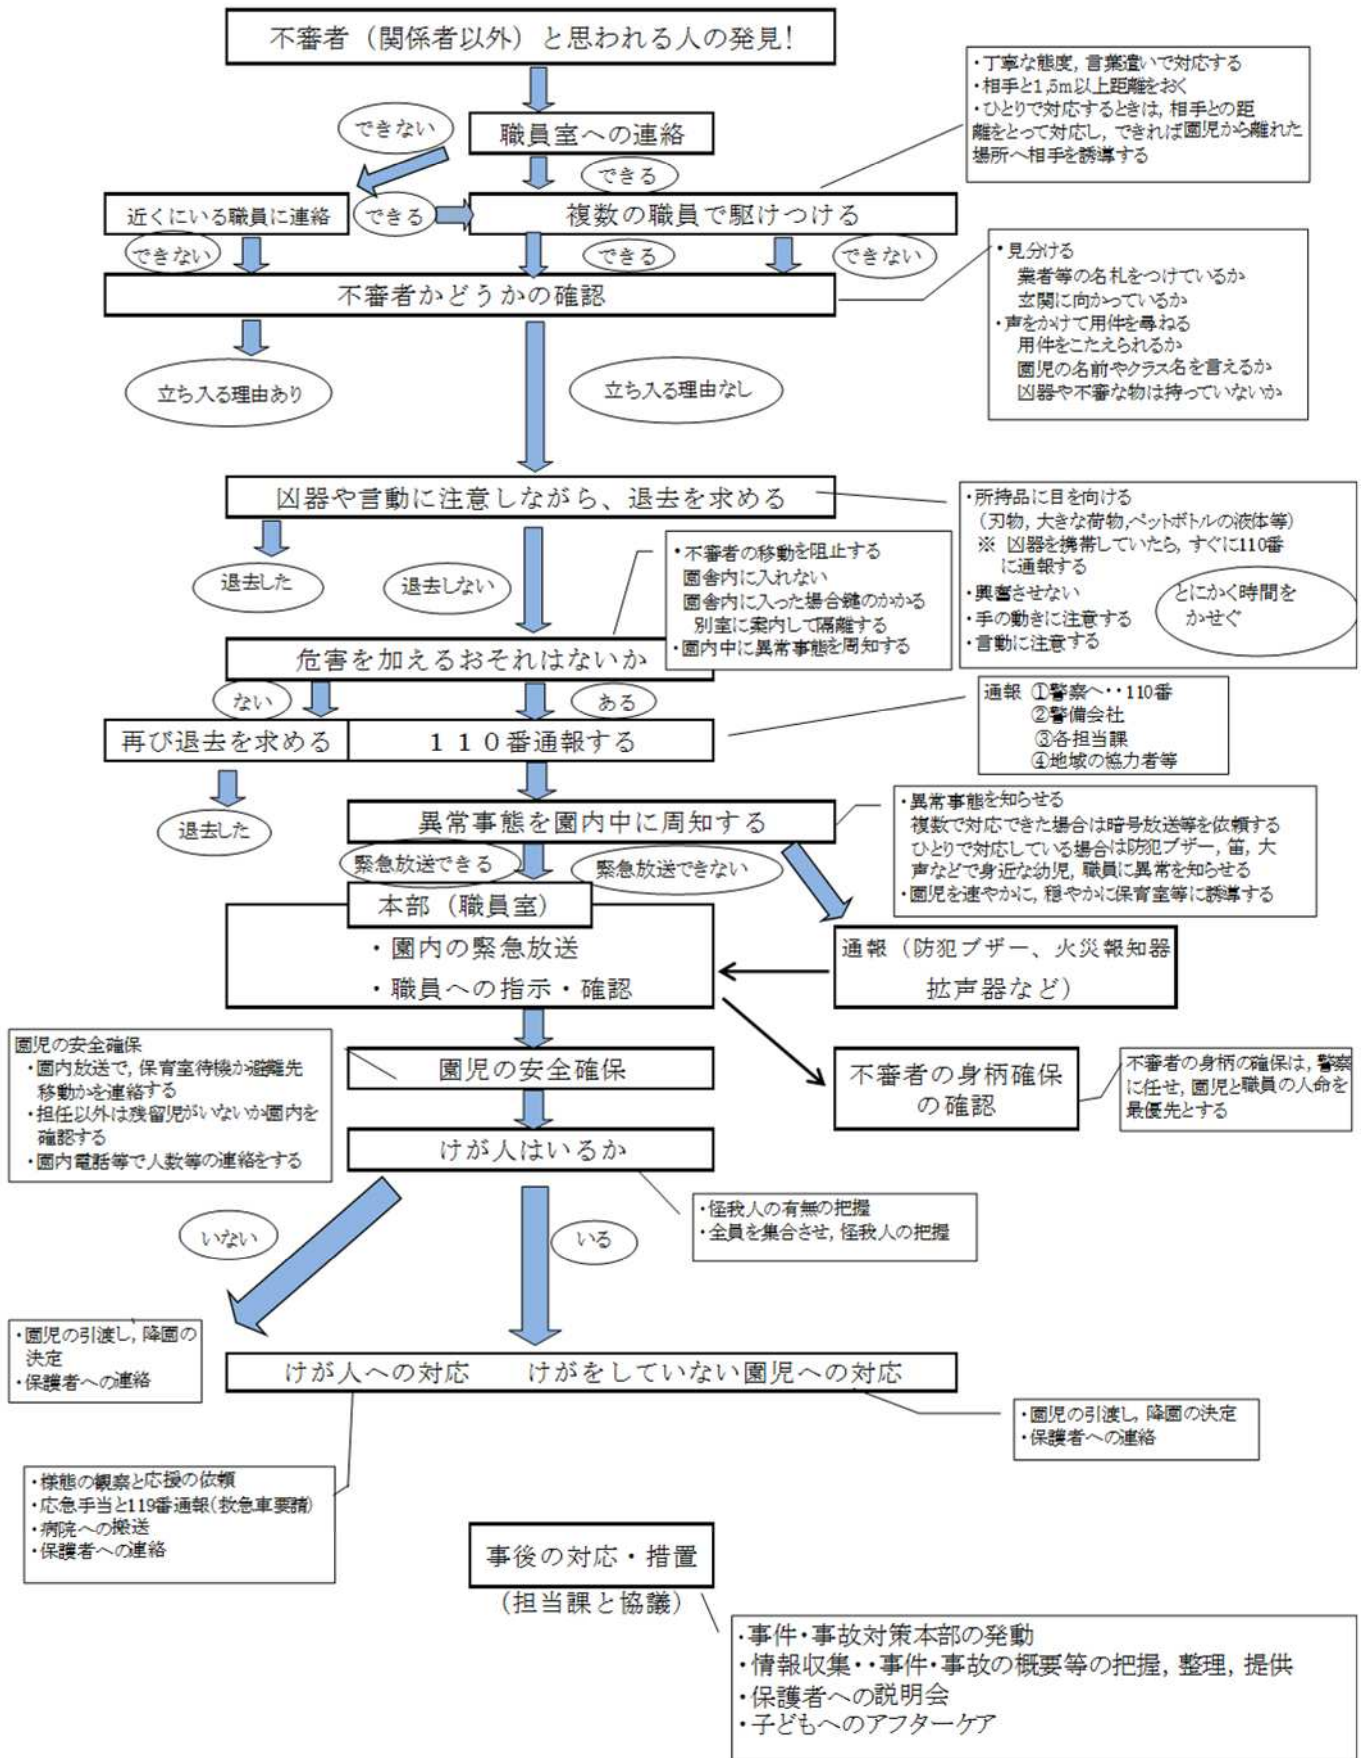 不審者（関係者以外）と思われる人の発見！
・丁寧な態度，言葉遣いで対応する
・相手と1,5m以上距離をおく
・ひとりで対応するときは，相手との距
離をとって対応し，できれば園児から離れた
場所へ相手を誘導する
職員室への連絡
できない
できる
近くにいる職員に連絡
できる
複数の職員で駆けつける
できない
できる
できない
・見分ける
業者等の名札をつけているか
玄関に向かっているか
・声をかけて用件を尋ねる
用件をこたえられるか
園児の名前やクラス名を言えるか
凶器や不審な物は持っていないか
不審者かどうかの確認
立ち入る理由あり
立ち入る理由なし
凶器や言動に注意しながら、退去を求める
・所持品に目を向ける
（刃物，大きな荷物，ペットボトルの液体等）
※ 凶器を携帯していたら，すぐに110番
に通報する
・興奮させない
・手の動きに注意する
・言動に注意する
とにかく時間を
かせぐ
退去した
退去しない
・不審者の移動を阻止する
園舎内に入れない
園舎内に入った場合鍵のかかる
別室に案内して隔離する
・園内中に異常事態を周知する
危害を加えるおそれはないか
ない
ある
通報 ①警察へ・・110番
②警備会社
③各担当課
④地域の協力者等
再び退去を求める
１１０番通報する
退去した
異常事態を園内中に周知する
・異常事態を知らせる
複数で対応できた場合は暗号放送等を依頼する
ひとりで対応している場合は防犯ブザー，笛，大
声などで身近な幼児，職員に異常を知らせる
・園児を速やかに，穏やかに保育室等に誘導する
緊急放送できる
緊急放送できない
本部（職員室）
・園内の緊急放送
・職員への指示・確認
通報（防犯ブザー、火災報知器
拡声器など）
園児の安全確保
・園内放送で，保育室待機か避難先
移動かを連絡する
・担任以外は残留児がいないか園内を
確認する
・園内電話等で人数等の連絡をする
園児の安全確保
不審者の身柄確保
の確認
不審者の身柄の確保は，警察
に任せ，園児と職員の人命を
最優先とする
けが人はいるか
・怪我人の有無の把握
・全員を集合させ，怪我人の把握
いない
いる
・園児の引渡し，降園の
決定
・保護者への連絡
けが人への対応 けがをしていない園児への対応
・園児の引渡し，降園の決定
・保護者への連絡
・様態の観察と応援の依頼
・応急手当と119番通報（救急車要請）
・病院への搬送
・保護者への連絡
事後の対応・措置
（担当課と協議）
・事件・事故対策本部の発動
・情報収集・・事件・事故の概要等の把握，整理，提供
・保護者への説明会
・子どもへのアフターケア